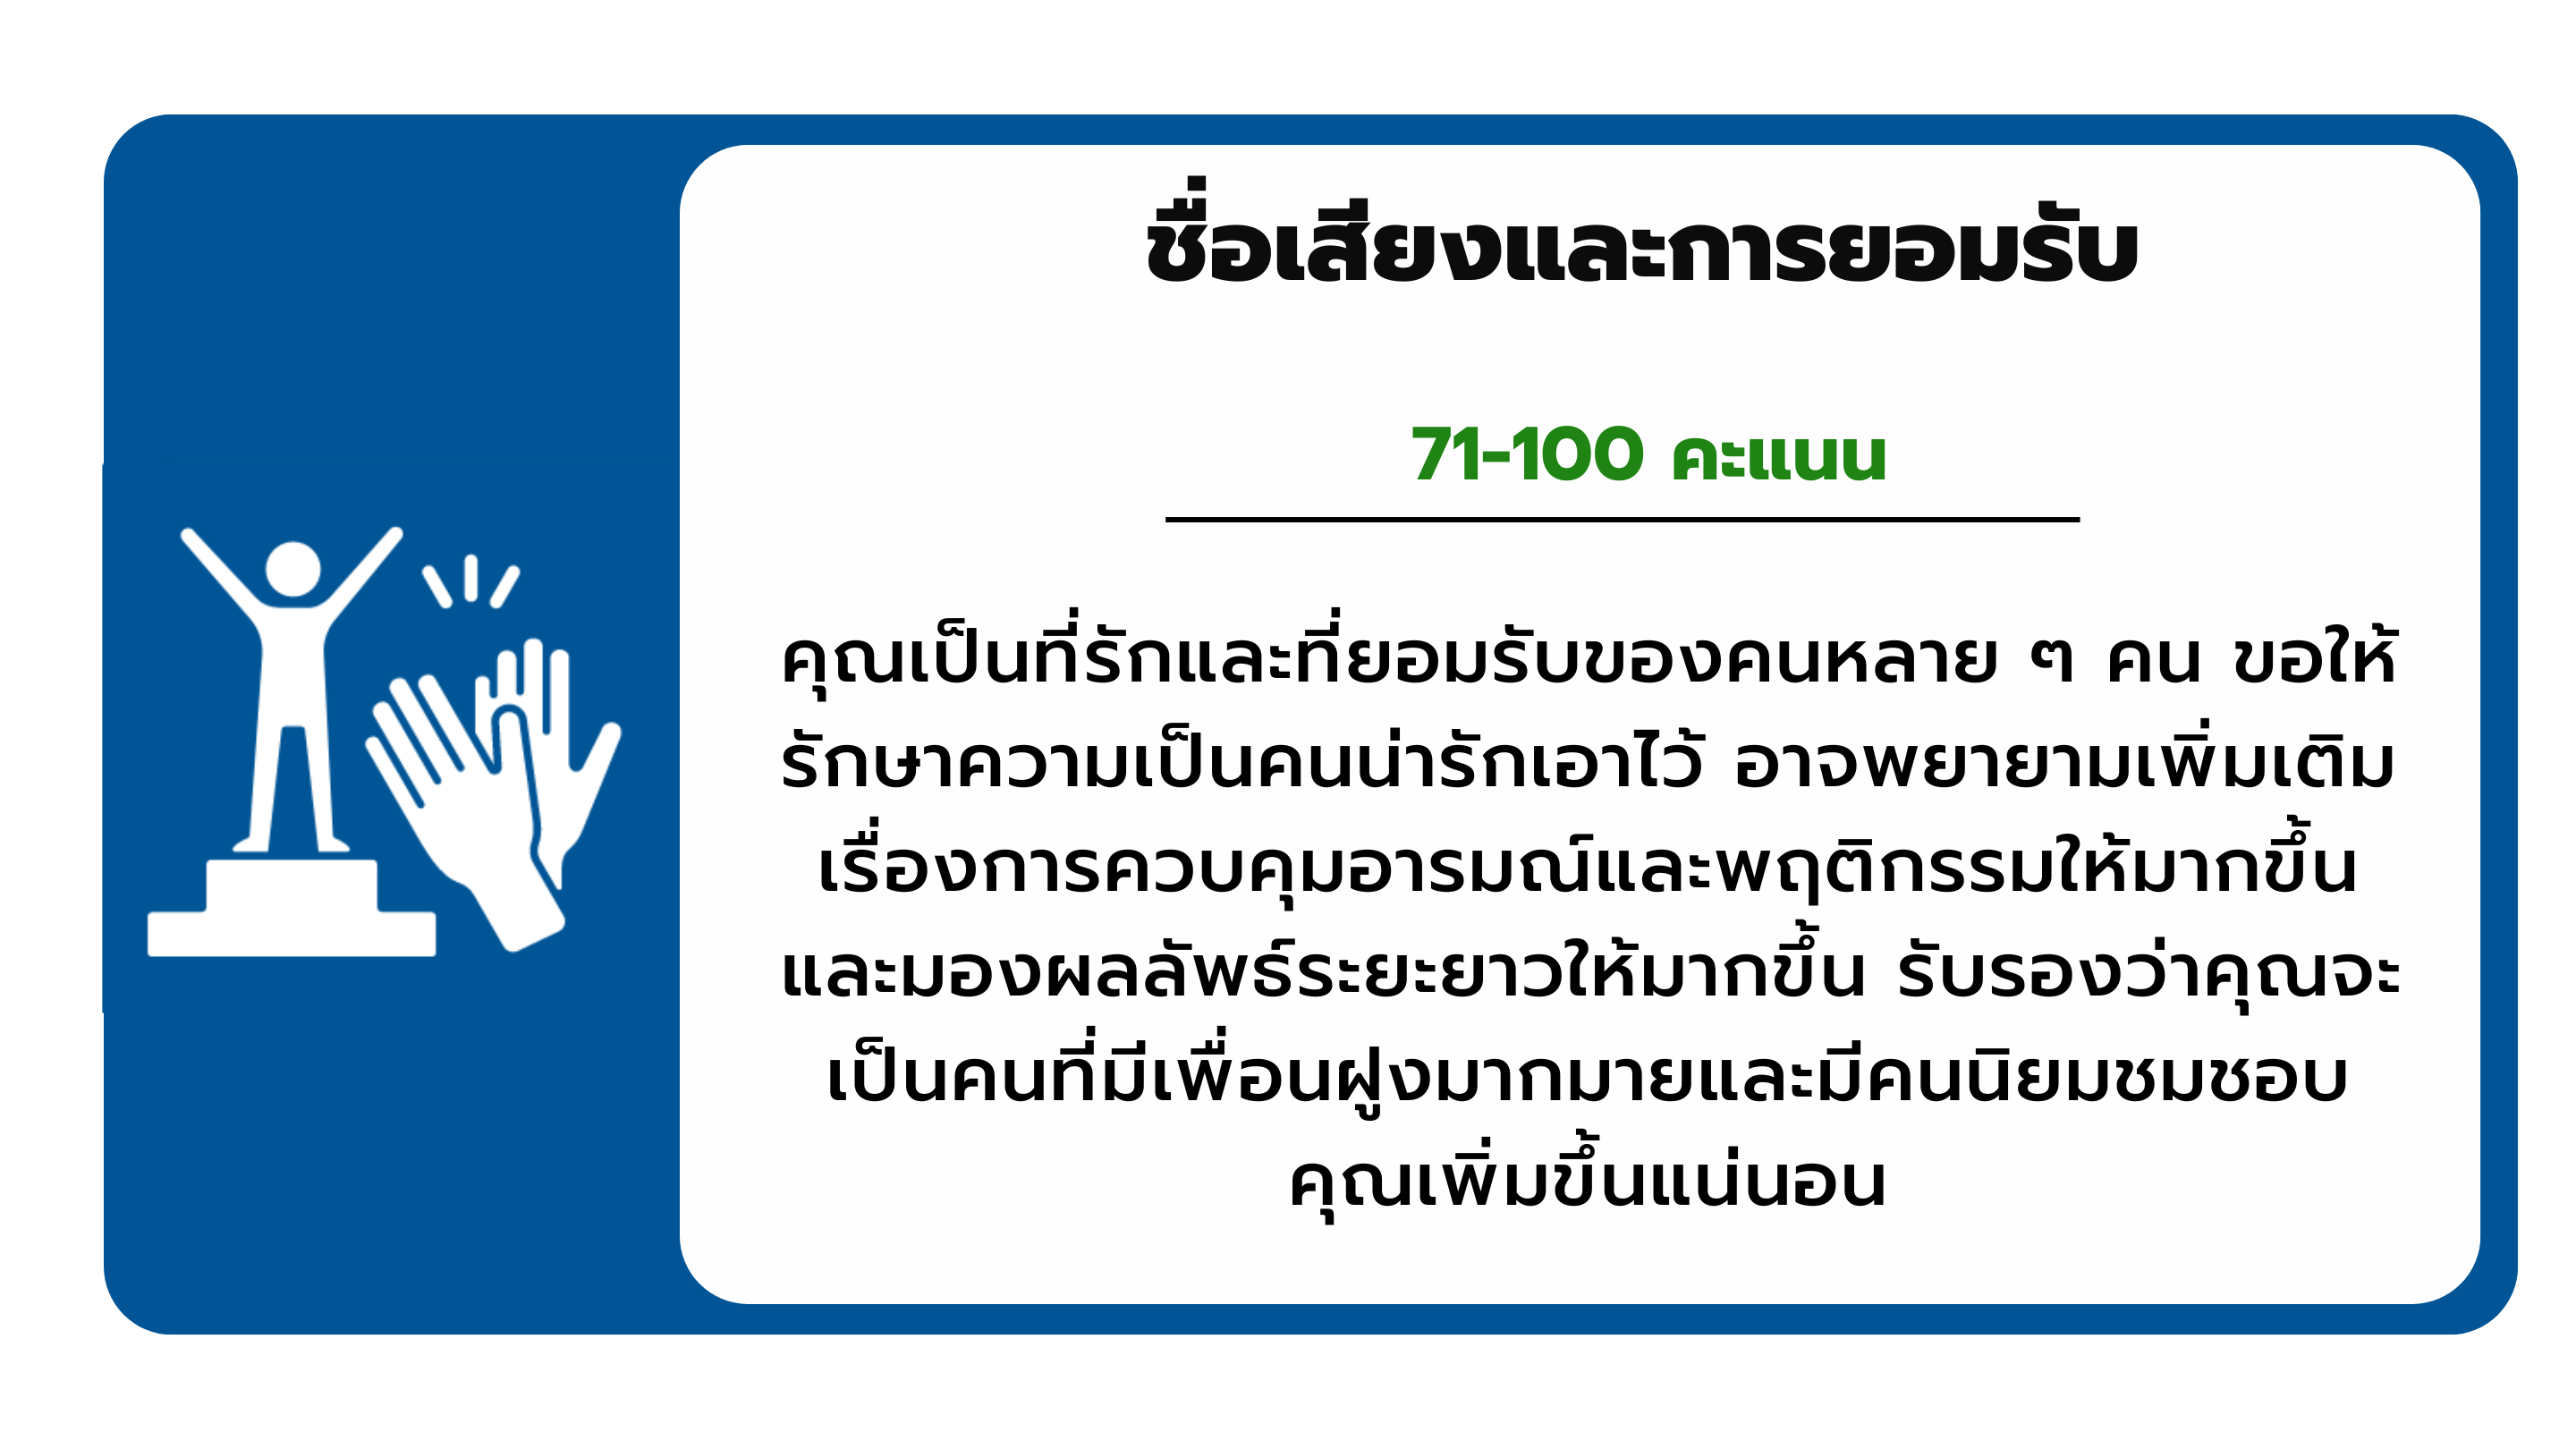 ชื่อเสียงและการยอมรับ
71-100 คะแนน
คุณเป็นที่รักและที่ยอมรับของคนหลาย ๆ คน ขอให้
รักษาความเป็นคนน่ารักเอาไว้ อาจพยายามเพิ่มเติม
เรื่องการควบคุมอารมณ์และพฤติกรรมให้มากขึ้น
และมองผลลัพธ์ระยะยาวให้มากขึ้น รับรองว่าคุณจะ
เป็นคนที่มีเพื่อนฝูงมากมายและมีคนนิยมชมชอบ
คุณเพิ่มขึ้นแน่นอน